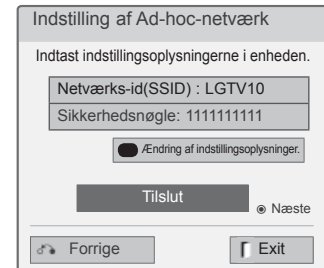 Indstilling af Ad-hoc-netværk
Indtast indstillingsoplysningerne i enheden.
Netværks-id(SSID) : LGTV10
Sikkerhedsnøgle: 1111111111
Ændring af indstillingsoplysninger.
Tilslut
Næste
Forrige
Exit